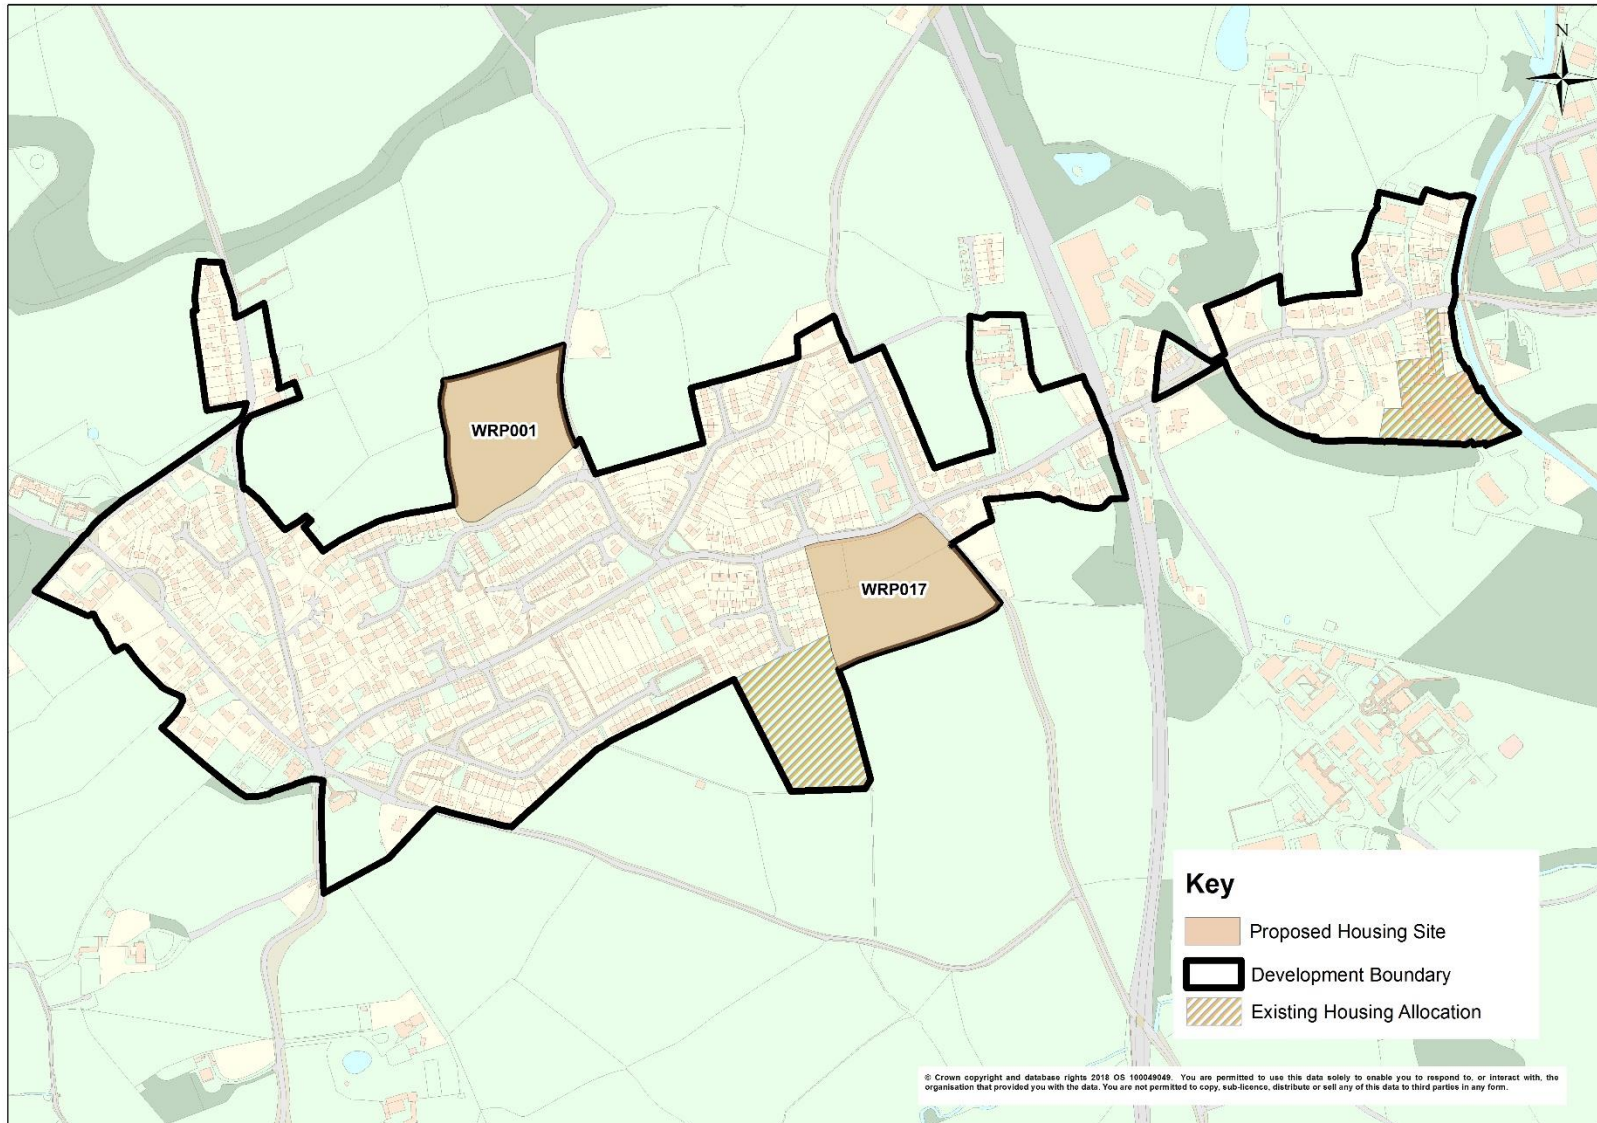 N
WRP001
WRP017
Key
Proposed Housing Site
Development Boundary
Existing Housing Allocation
© Crown copyright and database rights 2018 OS 100049049. You are permitted to use this data solely to enable you to respond to, or interact with, the
organisation that provided you with the data. You are not permitted to copy, sub-licence, distribute or sell any of this data to third parties in any form.